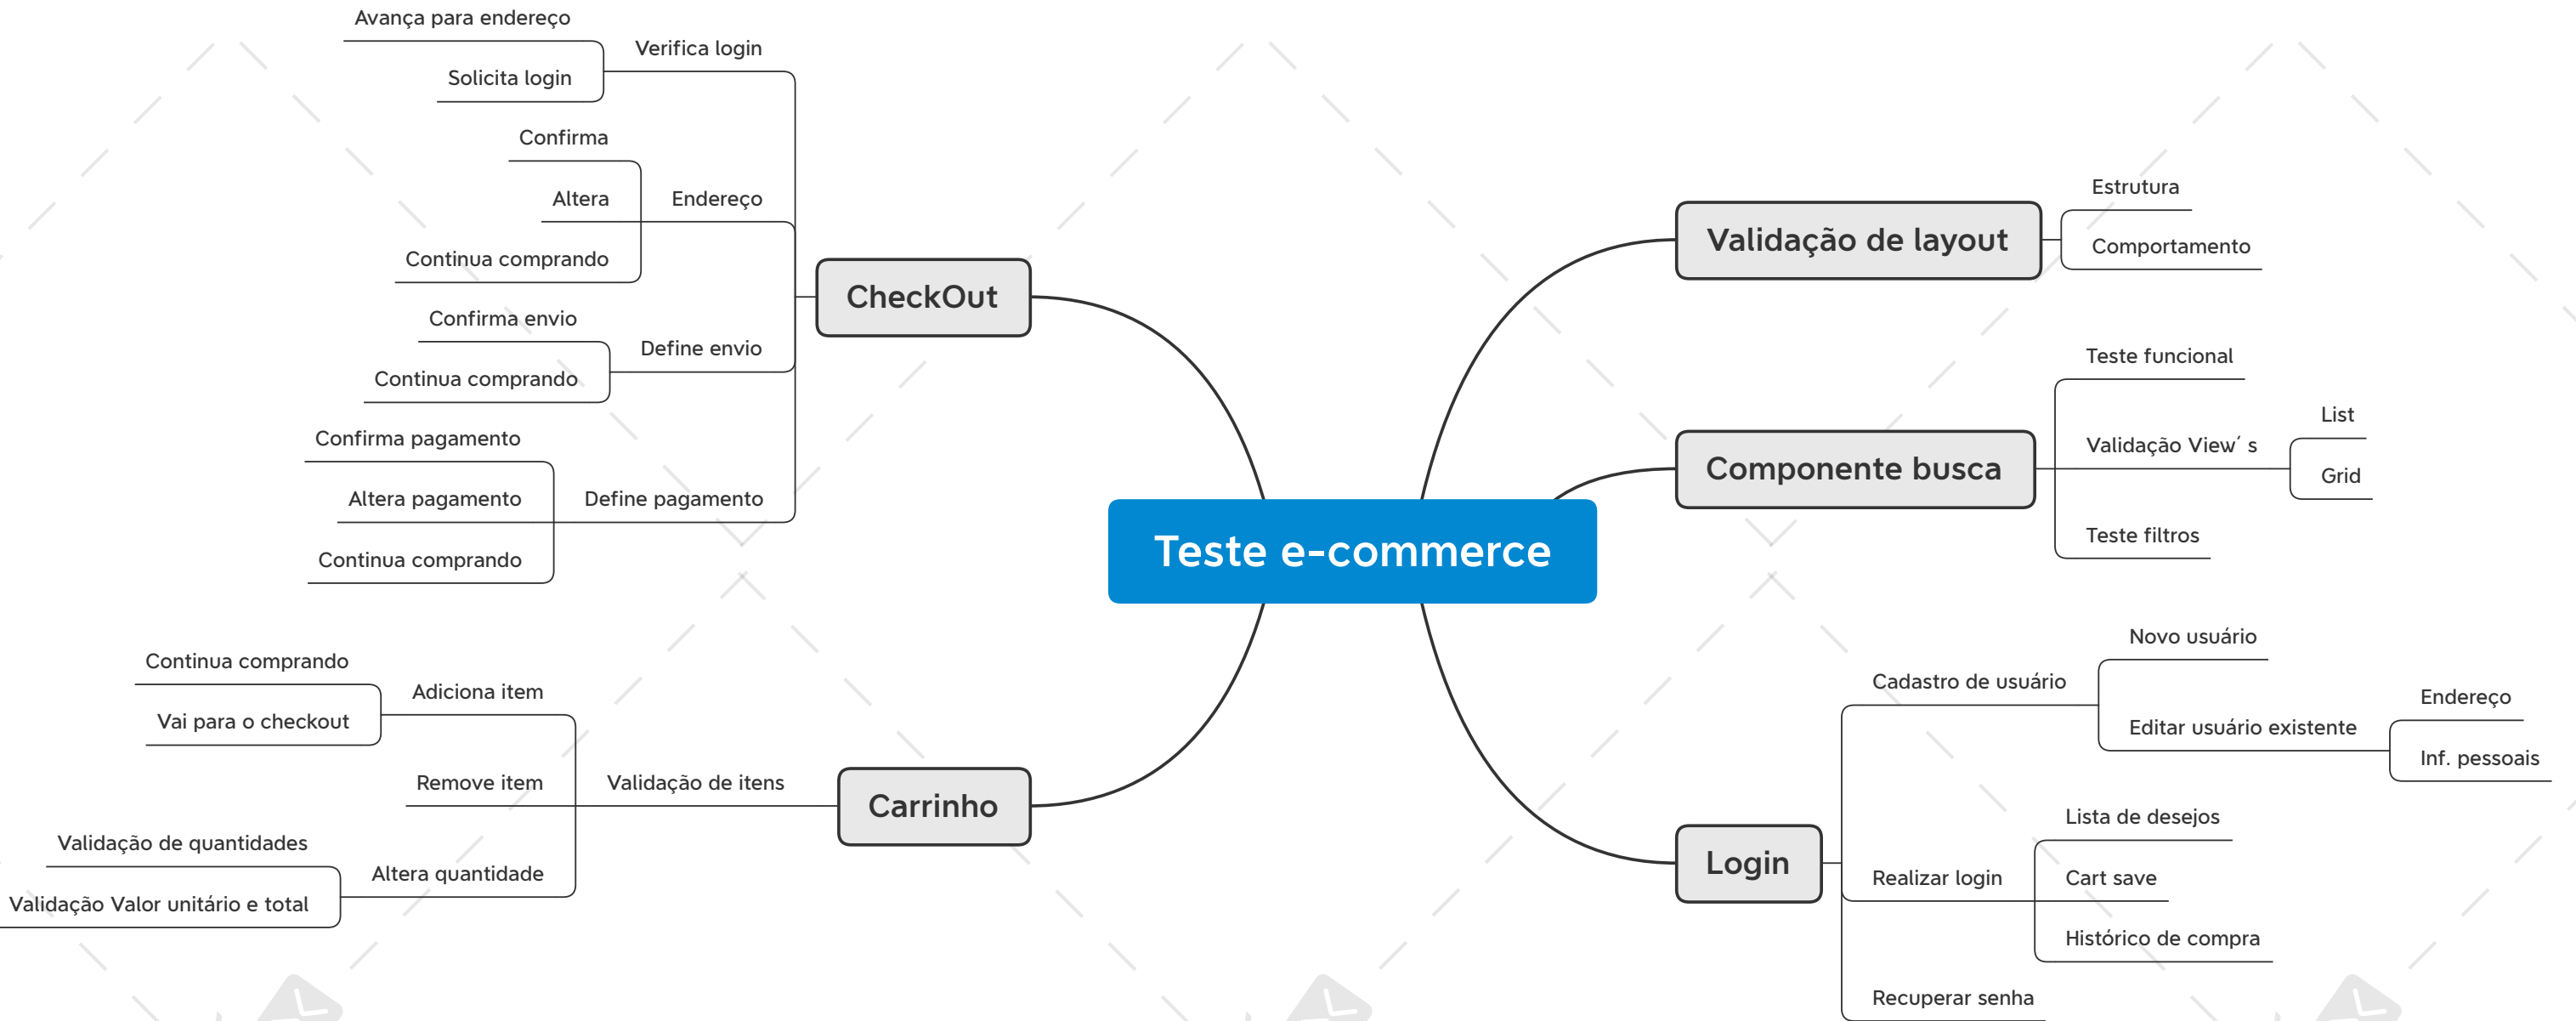 Teste e-commerce
Validação de layout
Estrutura
Comportamento
Componente busca
Teste funcional
Validação View´s
List
Grid
Teste filtros
Login
Cadastro de usuário
Novo usuário
Editar usuário existente
Endereço
Inf. pessoais
Realizar login
Lista de desejos
Cart save
Histórico de compra
Recuperar senha
CheckOut
Verifica login
Avança para endereço
Solicita login
Endereço
Confirma
Altera
Continua comprando
Define envio
Confirma envio
Continua comprando
Define pagamento
Confirma pagamento
Altera pagamento
Continua comprando
Carrinho
Validação de itens
Adiciona item
Continua comprando
Vai para o checkout
Remove item
Altera quantidade
Validação de quantidades
Validação Valor unitário e total